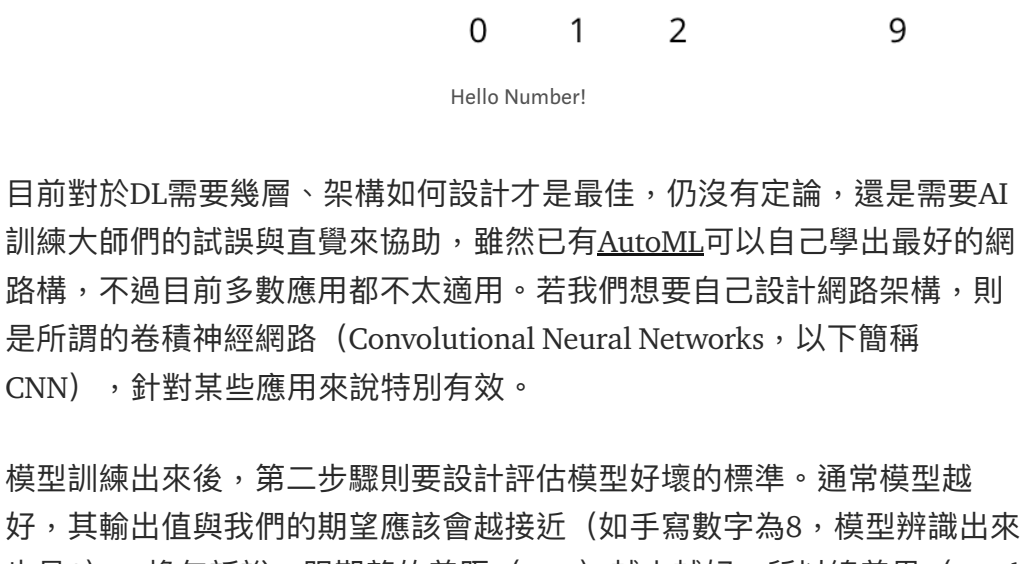 0 1 2 9
Hello Number!
目前對於DL需要幾層、架構如何設計才是最佳，仍沒有定論，還是需要AI
訓練大師們的試誤與直覺來協助，雖然已有AutoML可以自己學出最好的網
路構，不過目前多數應用都不太適用。若我們想要自己設計網路架構，則
是所謂的卷積神經網路（Convolutional Neural Networks，以下簡稱
CNN），針對某些應用來說特別有效。
模型訓練出來後，第二步驟則要設計評估模型好壞的標準。通常模型越
好，其輸出值與我們的期望應該會越接近（如手寫數字為8，模型辨識出來